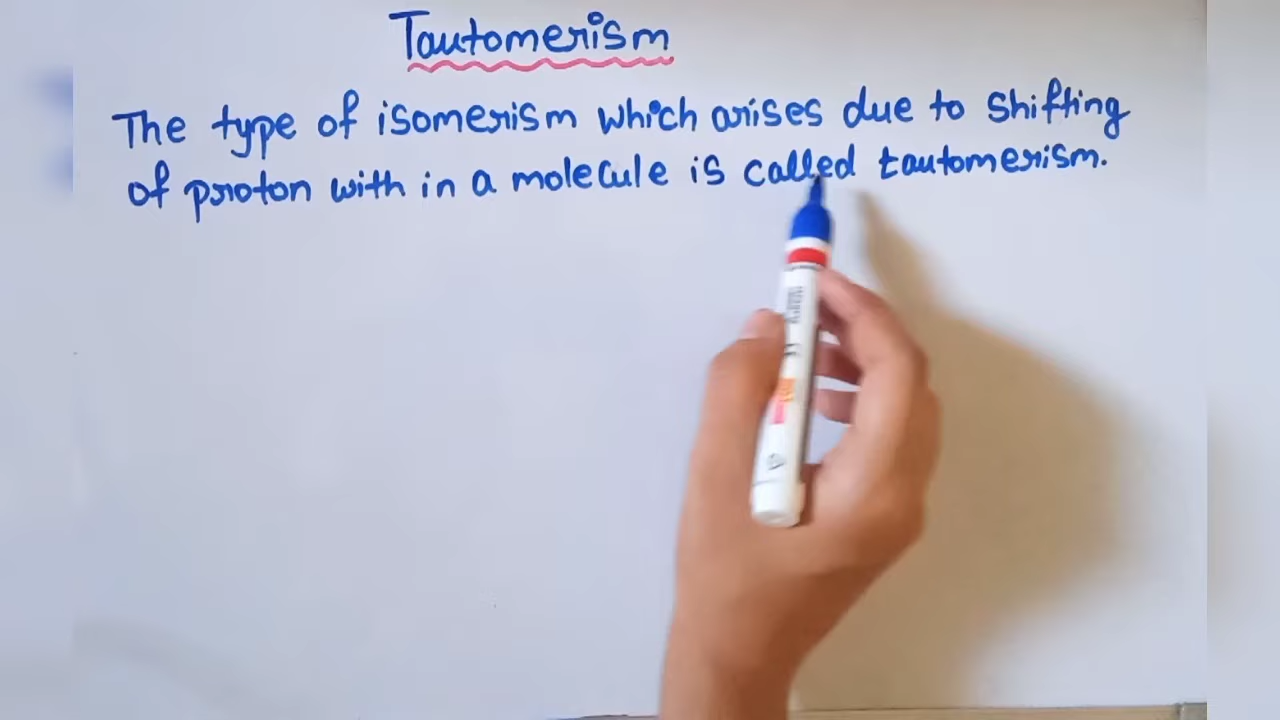 Tautomerism
The type of isomerism which arises due to shifting
of proton with in a molecule is called tautomerism.